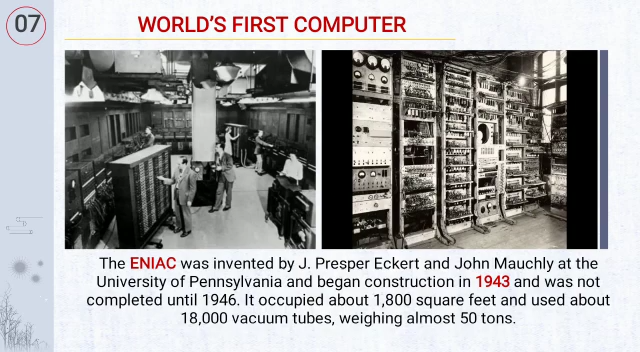 07
WORLD'S FIRST COMPUTER
The ENIAC was invented by J. Presper Eckert and John Mauchly at the
University of Pennsylvania and began construction in 1943 and was not
completed until 1946. It occupied about 1,800 square feet and used about
18,000 vacuum tubes, weighing almost 50 tons.